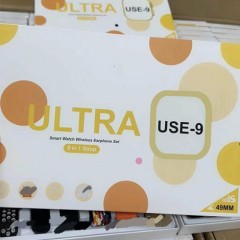 ULTRA
USE-9
ULTRA
USE-9
Smart Watch Wireless Earphone Set
49MM